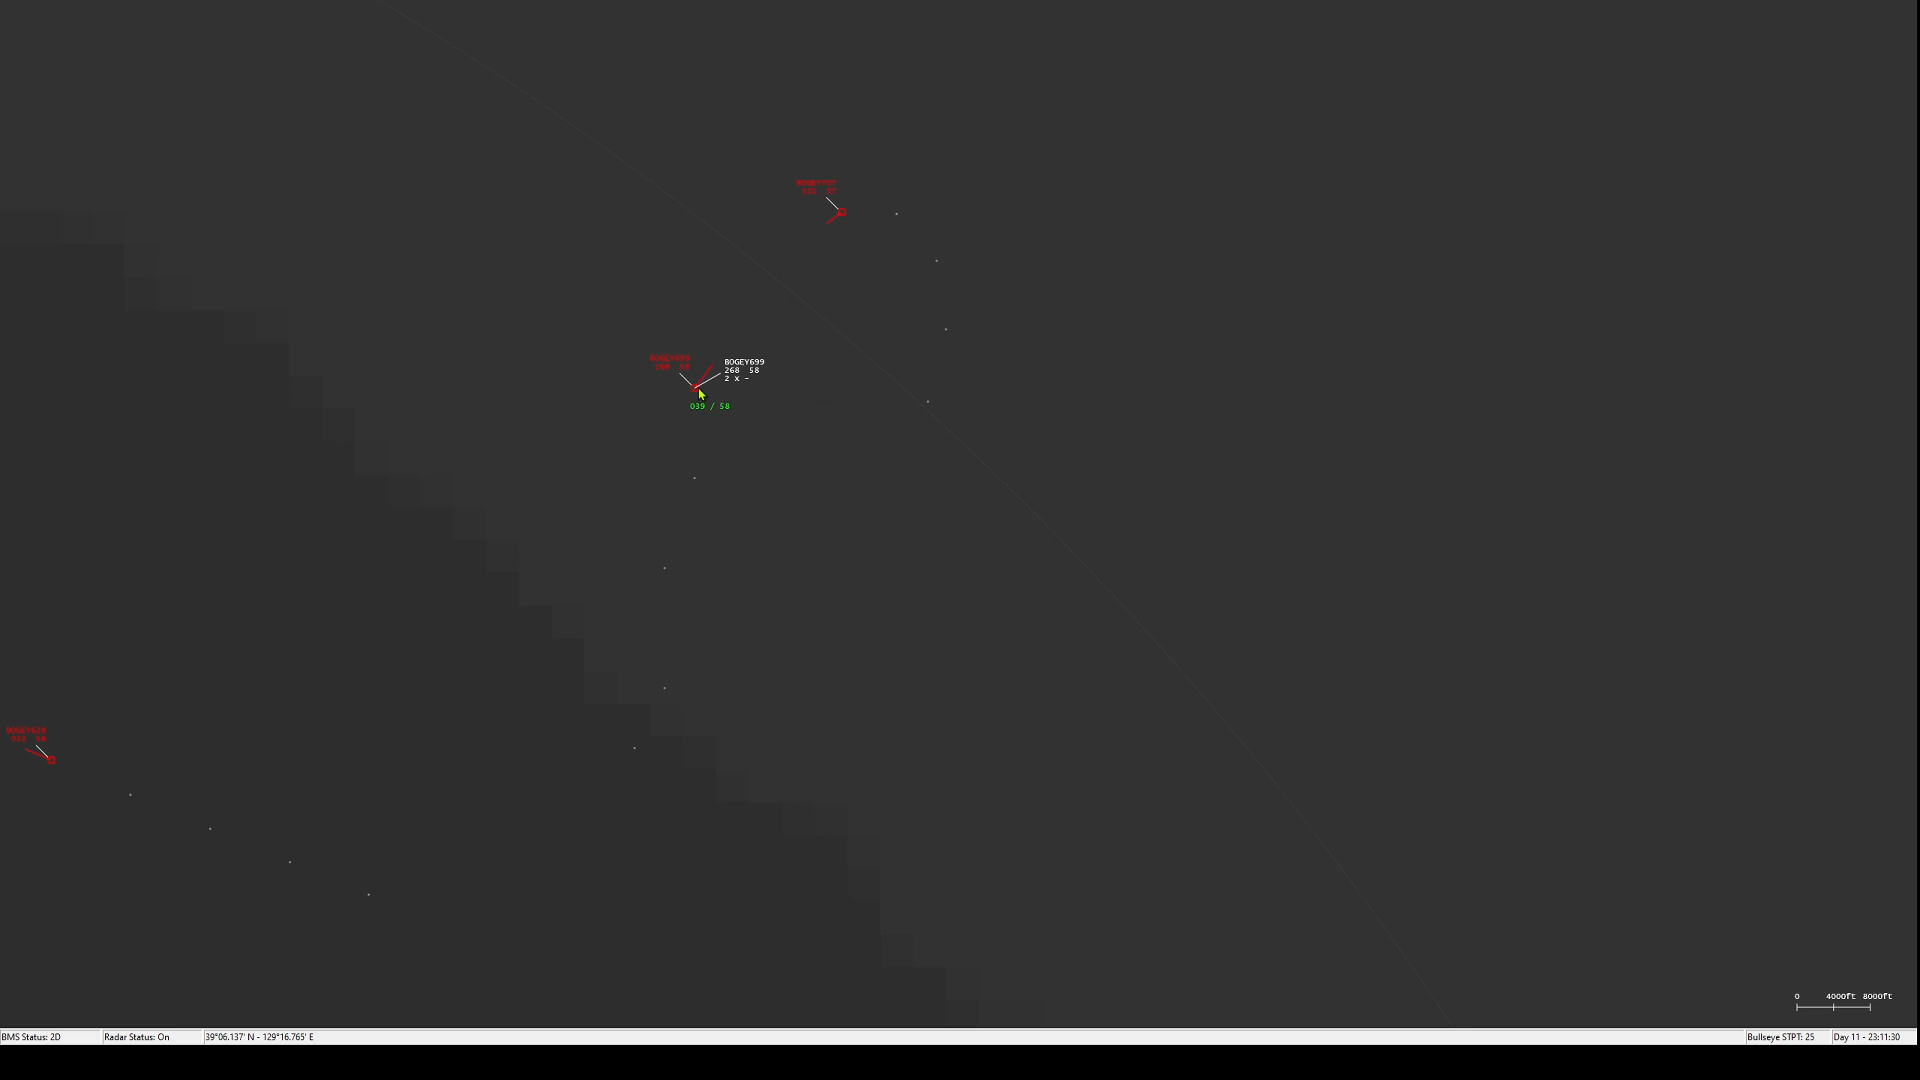 BOGEY699
268 58
2 x -
039 / 58
0 4000ft 8000ft
BMS Status: 2D
Radar Status: On
39°06.137' N - 129°16.765' E
Bullseye STPT: 25
Day 11 - 23:11:30